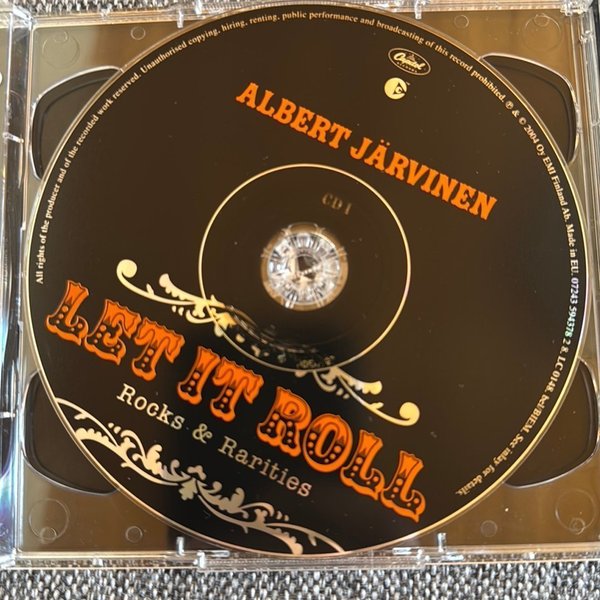 All rights of the producer and of the recorded work reserved. Unauthorised copying, hiring, renting, public performance and broadcasting of this record prohibited. ℗ & © 2004 Oy EMI Finland Ab. Made in EU. 07243 594378 2 8. LC 0148. bel/BIEM. See inlay for details.
Capitol
ALBERT JÄRVINEN
CD 1
LET IT ROLL
Rocks & Rarities